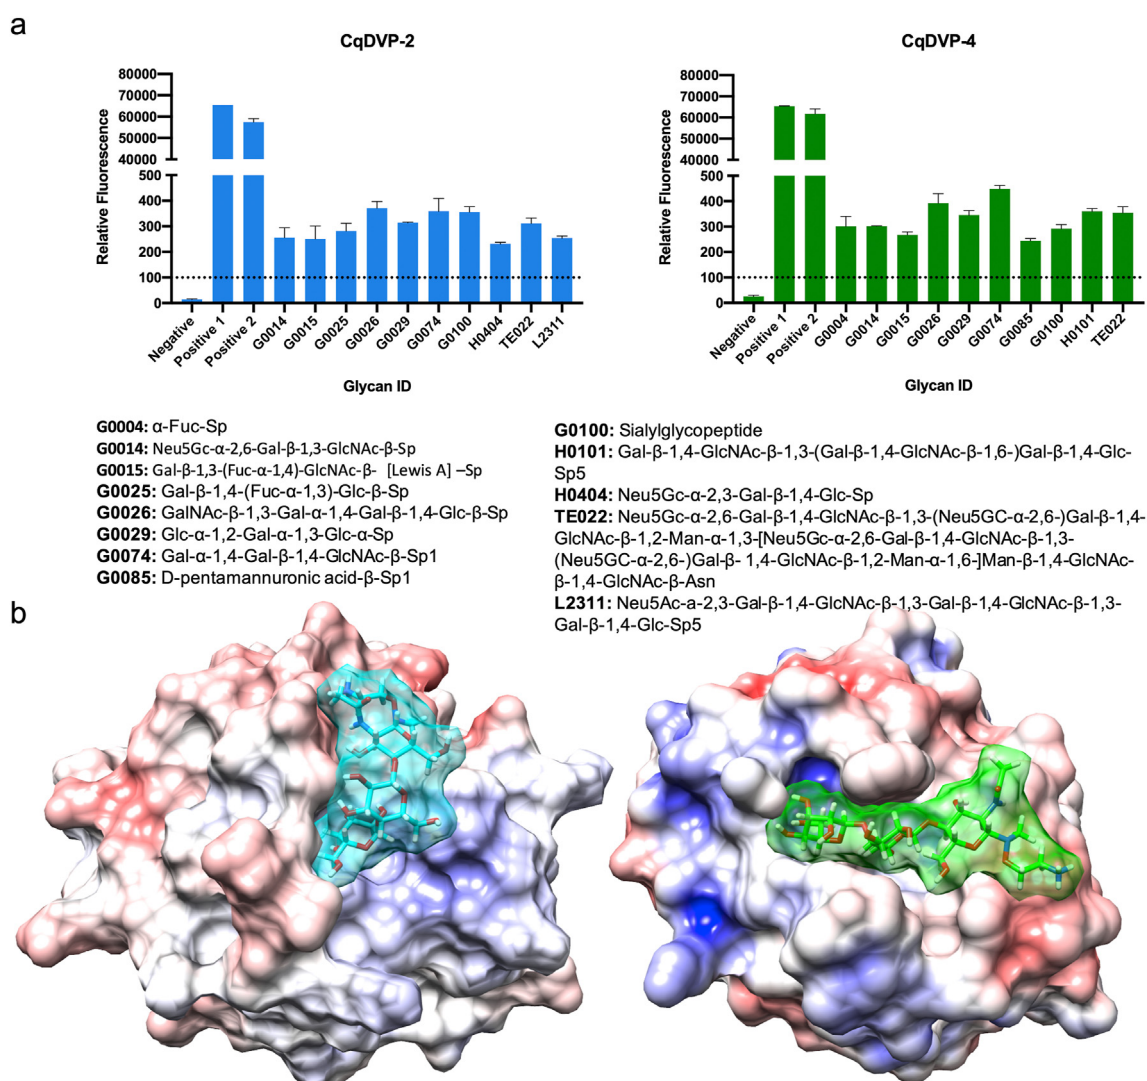 a
CqDVP-2
80000
70000
60000
50000
40000
500
400
300
200
100
0
Relative Fluorescence
Negative
Positive 1
Positive 2
G0014
G0015
G0025
G0026
G0029
G0074
G0100
H0404
TE022
L2311
Glycan ID
CqDVP-4
80000
70000
60000
50000
40000
500
400
300
200
100
0
Relative Fluorescence
Negative
Positive 1
Positive 2
G0004
G0014
G0015
G0026
G0029
G0074
G0085
G0100
H0101
TE022
Glycan ID
G0004: α-Fuc-Sp
G0014: Neu5Gc-α-2,6-Gal-β-1,3-GlcNAc-β-Sp
G0015: Gal-β-1,3-(Fuc-α-1,4)-GlcNAc-β- [Lewis A] –Sp
G0025: Gal-β-1,4-(Fuc-α-1,3)-Glc-β-Sp
G0026: GalNAc-β-1,3-Gal-α-1,4-Gal-β-1,4-Glc-β-Sp
G0029: Glc-α-1,2-Gal-α-1,3-Glc-α-Sp
G0074: Gal-α-1,4-Gal-β-1,4-GlcNAc-β-Sp1
G0085: D-pentamannuronic acid-β-Sp1
G0100: Sialylglycopeptide
H0101: Gal-β-1,4-GlcNAc-β-1,3-(Gal-β-1,4-GlcNAc-β-1,6-)Gal-β-1,4-Glc-
Sp5
H0404: Neu5Gc-α-2,3-Gal-β-1,4-Glc-Sp
TE022: Neu5Gc-α-2,6-Gal-β-1,4-GlcNAc-β-1,3-(Neu5GC-α-2,6-)Gal-β-1,4-
GlcNAc-β-1,2-Man-α-1,3-[Neu5Gc-α-2,6-Gal-β-1,4-GlcNAc-β-1,3-
(Neu5GC-α-2,6-)Gal-β- 1,4-GlcNAc-β-1,2-Man-α-1,6-]Man-β-1,4-GlcNAc-
β-1,4-GlcNAc-β-Asn
L2311: Neu5Ac-a-2,3-Gal-β-1,4-GlcNAc-β-1,3-Gal-β-1,4-GlcNAc-β-1,3-
Gal-β-1,4-Glc-Sp5
b